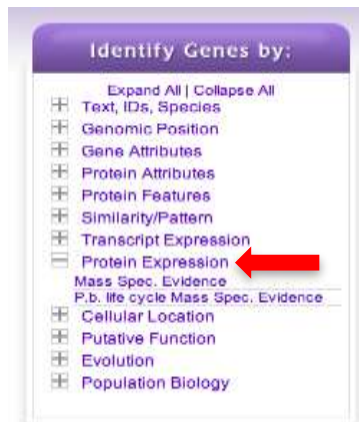 Identify Genes by:
Expand All | Collapse All
Text, IDs, Species
Genomic Position
Gene Attributes
Protein Attributes
Protein Features
Similarity/Pattern
Transcript Expression
Protein Expression
Mass Spec. Evidence
P.b. life cycle Mass Spec. Evidence
Cellular Location
Putative Function
Evolution
Population Biology